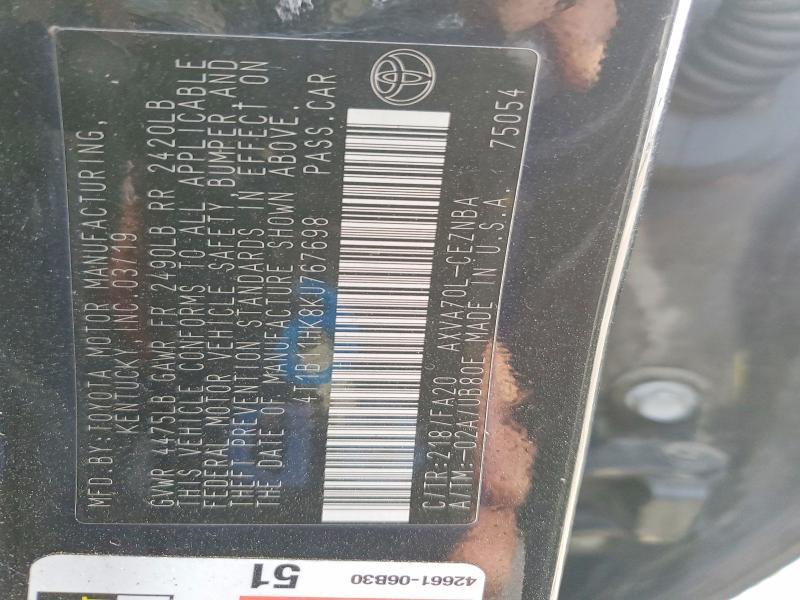 MFD. BY: TOYOTA MOTOR MANUFACTURING,
KENTUCKY, INC. 03/19
GVWR 4475LB GAWR FR 2490LB RR 2420LB
THIS VEHICLE CONFORMS TO ALL APPLICABLE
FEDERAL MOTOR VEHICLE SAFETY, BUMPER AND
THEFT PREVENTION STANDARDS IN EFFECT ON
THE DATE OF MANUFACTURE SHOWN ABOVE.
PASS. CAR
C/TR: 218/FA20 AXVA70L-CEZNBA
A/TM: -02A/UB80E MADE IN U.S.A. 75054
51
42661-06B30